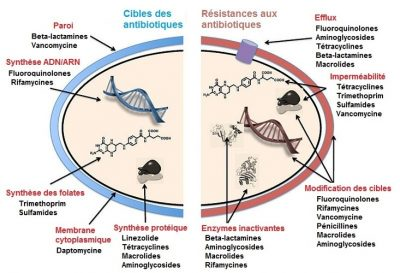 Cibles des
antibiotiques
Résistances aux
antibiotiques
Paroi
Beta-lactamines
Vancomycine
Synthèse ADN/ARN
Fluoroquinolones
Rifamycines
Synthèse des folates
Trimethoprim
Sulfamides
Membrane
cytoplasmique
Daptomycine
Synthèse protéique
Linezolide
Tétracyclines
Macrolides
Aminoglycosides
Efflux
Fluoroquinolones
Aminoglycosides
Tétracyclines
Beta-lactamines
Macrolides
Imperméabilité
Tétracyclines
Trimethoprim
Sulfamides
Vancomycine
Modification des cibles
Fluoroquinolones
Rifamycines
Vancomycine
Pénicillines
Macrolides
Aminoglycosides
Enzymes inactivantes
Beta-lactamines
Aminoglycosides
Macrolides
Rifamycines